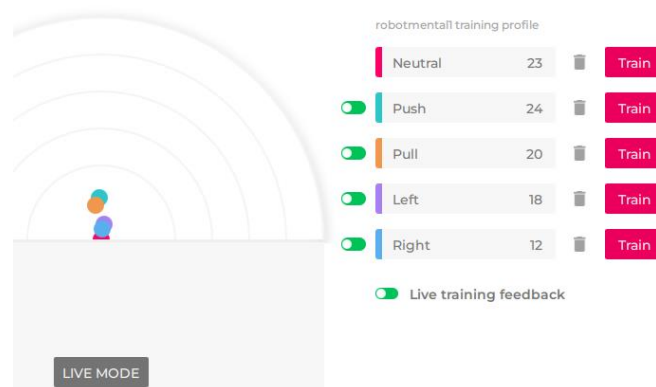 robotmental1 training profile
Neutral 23 Train
Push 24 Train
Pull 20 Train
Left 18 Train
Right 12 Train
Live training feedback
LIVE MODE